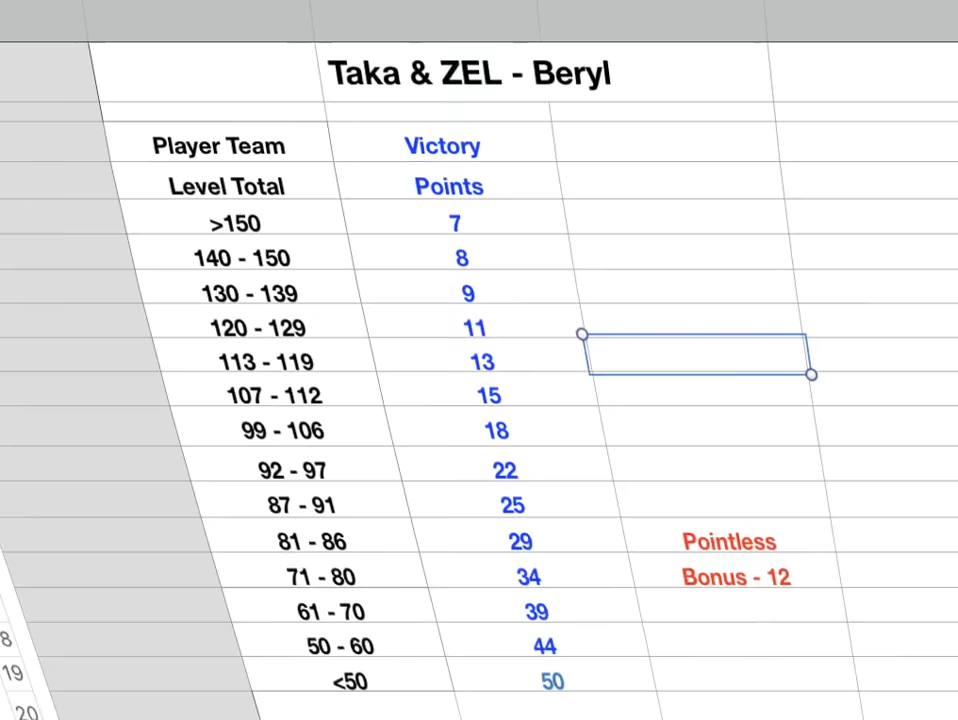 Taka & ZEL - Beryl
Player Team Victory
Level Total Points
>150 7
140 - 150 8
130 - 139 9
120 - 129 11
113 - 119 13
107 - 112 15
99 - 106 18
92 - 97 22
87 - 91 25
81 - 86 29 Pointless
71 - 80 34 Bonus - 12
61 - 70 39
50 - 60 44
8
<50 50
19
20